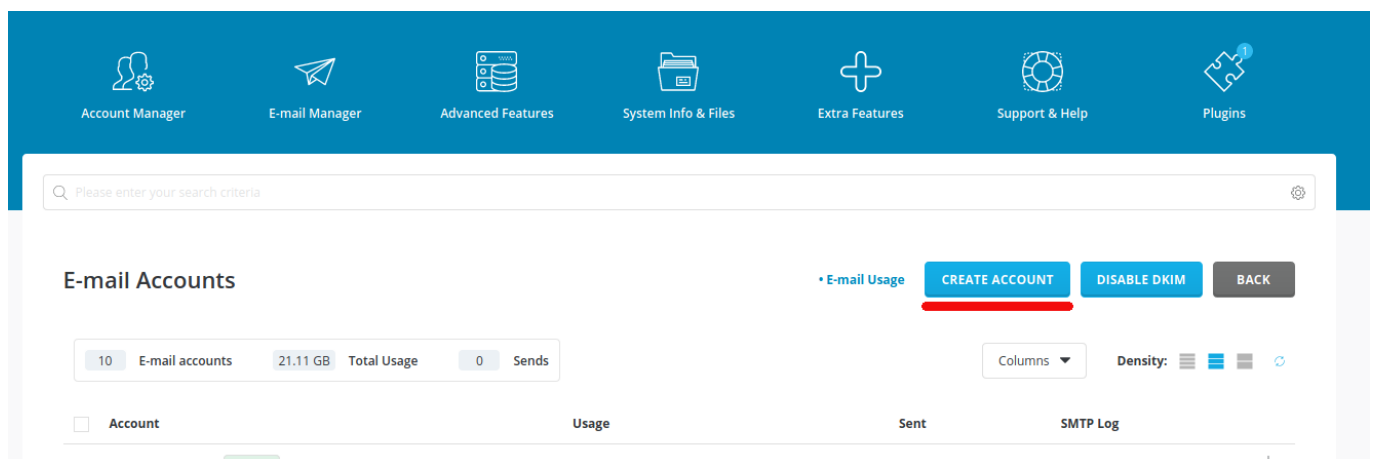 1
Account Manager E-mail Manager Advanced Features System Info & Files Extra Features Support & Help Plugins
Please enter your search criteria
E-mail Accounts • E-mail Usage CREATE ACCOUNT DISABLE DKIM BACK
10 E-mail accounts 21.11 GB Total Usage 0 Sends Columns Density:
Account Usage Sent SMTP Log